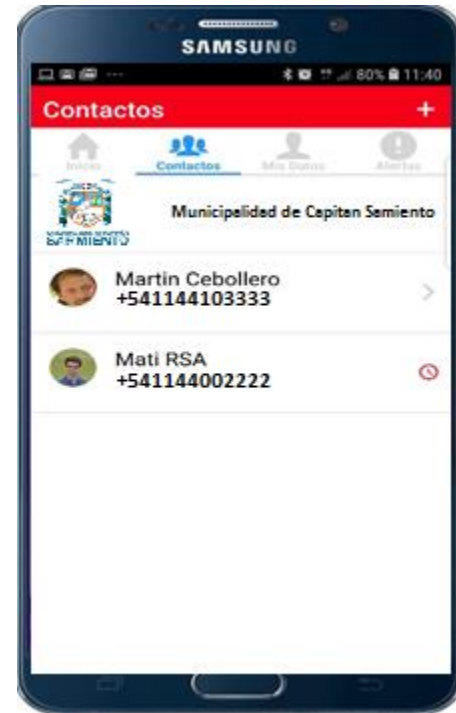 SAMSUNG
80% 11:40
Contactos +
Inicio Contactos Mis Datos Alertas
Municipalidad de Capitan Samiento
SARMIENTO
Martin Cebollero
+541144103333
Mati RSA
+541144002222